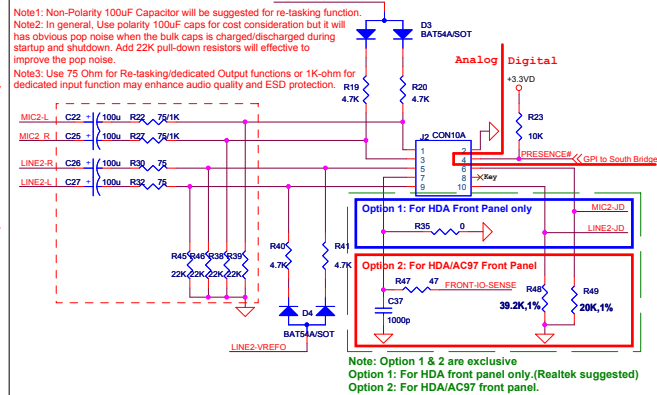 Note1: Non-Polarity 100uF Capacitor will be suggested for re-tasking function.
Note2: In general, Use polarity 100uF caps for cost consideration but it will
has obvious pop noise when the bulk caps is charged/discharged during
startup and shutdown. Add 22K pull-down resistors will effective to
improve the pop noise.
Note3: Use 75 Ohm for Re-tasking/dedicated Output functions or 1K-ohm for
dedicated input function may enhance audio quality and ESD protection.
D3
BAT54A/SOT
Analog Digital
+3.3VD
R19
4.7K
R20
4.7K
R23
10K
MIC2-L C22 100u R22 75/1K
MIC2_R C25 100u R27 75/1K
LINE2-R C26 100u R30 75
LINE2-L C27 100u R32 75
J2 CON10A
1 2
3 4
5 6
7 8
9 10
Key
PRESENCE#
GPI to South Bridge
Option 1: For HDA Front Panel only
MIC2-JD
LINE2-JD
R35 0
R45 R46 R38 R39
22K 22K 22K 22K
R40
4.7K
R41
4.7K
Option 2: For HDA/AC97 Front Panel
R47 47
FRONT-IO-SENSE
C37
1000p
R48
39.2K,1%
R49
20K,1%
D4
BAT54A/SOT
LINE2-VREFO
Note: Option 1 & 2 are exclusive
Option 1: For HDA front panel only.(Realtek suggested)
Option 2: For HDA/AC97 front panel.